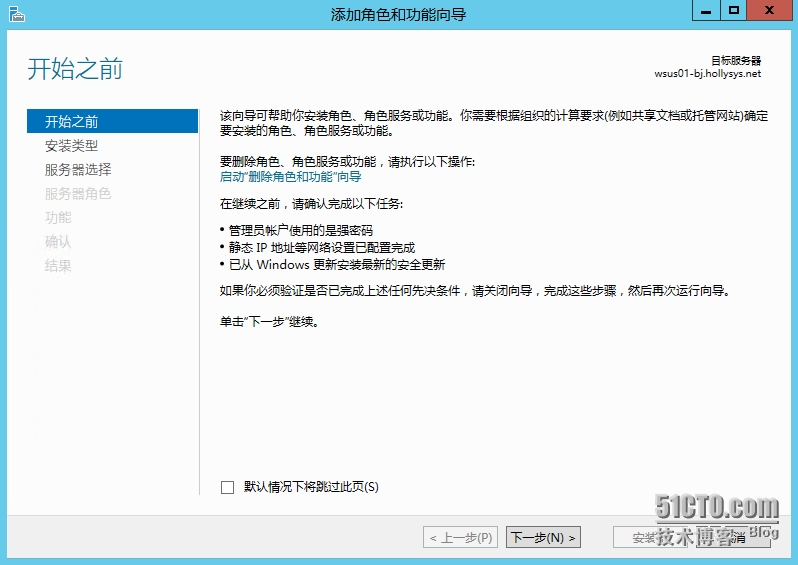 添加角色和功能向导
开始之前
目标服务器
wsus01-bj.hollysys.net
开始之前
安装类型
服务器选择
服务器角色
功能
确认
结果
该向导可帮助你安装角色、角色服务或功能。你需要根据组织的计算要求(例如共享文档或托管网站)确定
要安装的角色、角色服务或功能。
要删除角色、角色服务或功能，请执行以下操作:
启动“删除角色和功能”向导
在继续之前，请确认完成以下任务:
• 管理员帐户使用的是强密码
• 静态 IP 地址等网络设置已配置完成
• 已从 Windows 更新安装最新的安全更新
如果你必须验证是否已完成上述任何先决条件，请关闭向导，完成这些步骤，然后再次运行向导。
单击“下一步”继续。
默认情况下将跳过此页(S)
< 上一步(P)
下一步(N) >
安装
消
51CTO.com
技术博客 Blog